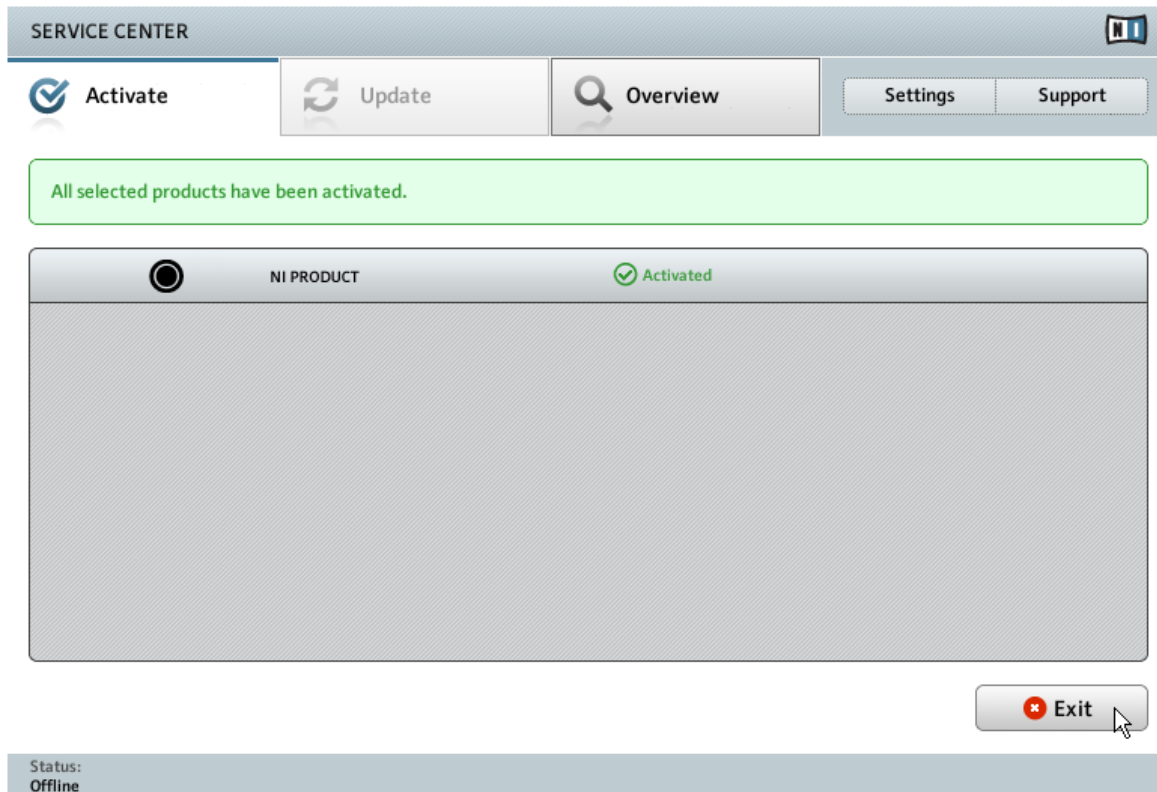 SERVICE CENTER
NI
Activate
Update
Overview
Settings
Support
All selected products have been activated.
NI PRODUCT
Activated
Exit
Status:
Offline